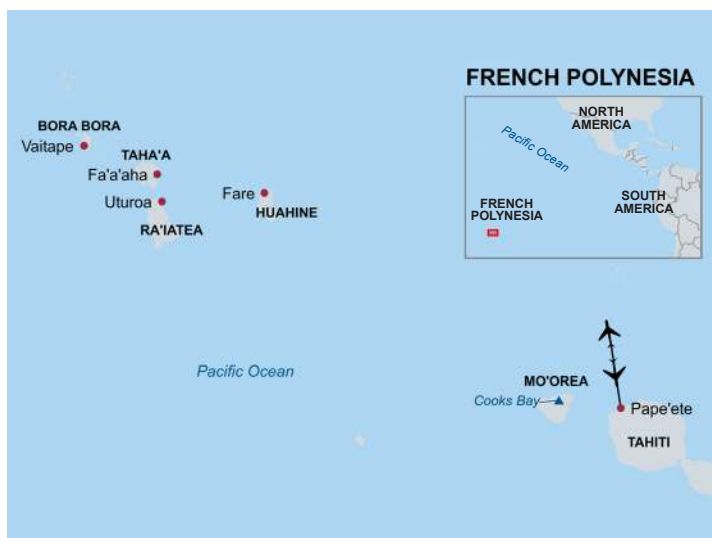 FRENCH POLYNESIA
NORTH
AMERICA
Pacific Ocean
SOUTH
AMERICA
FRENCH
POLYNESIA
BORA BORA
Vaitape
TAHA'A
Fa'a'aha
Uturoa
RA'IATEA
Fare
HUAHINE
Pacific Ocean
MO'OREA
Cooks Bay
Pape'ete
TAHITI